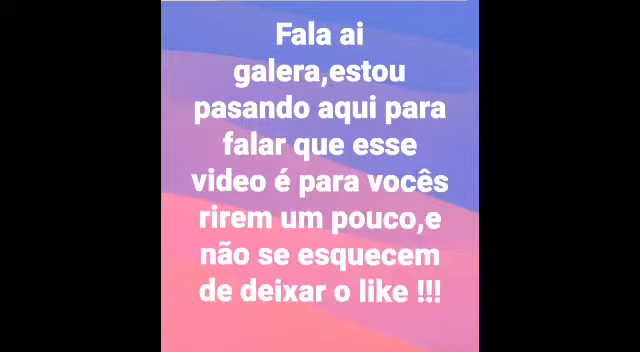 Fala ai
galera,estou
pasando aqui para
falar que esse
video é para vocês
rirem um pouco,e
não se esquecem
de deixar o like !!!